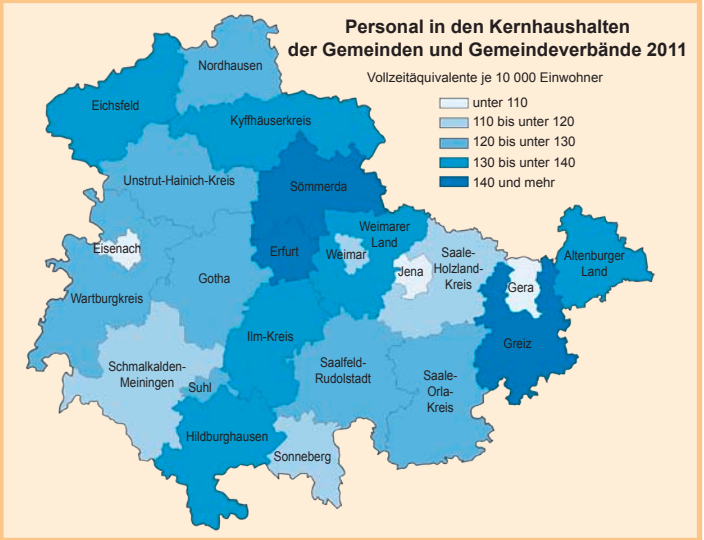 Personal in den Kernhaushalten
der Gemeinden und Gemeindeverbände 2011
Vollzeitäquivalente je 10 000 Einwohner
unter 110
110 bis unter 120
120 bis unter 130
130 bis unter 140
140 und mehr
Nordhausen
Eichsfeld
Kyffhäuserkreis
Unstrut-Hainich-Kreis
Sömmerda
Eisenach
Erfurt
Weimarer
Land
Weimar
Saale-
Holzland-
Kreis
Altenburger
Land
Jena
Gera
Gotha
Wartburgkreis
Ilm-Kreis
Greiz
Schmalkalden-
Meiningen
Suhl
Saalfeld-
Rudolstadt
Saale-
Orla-
Kreis
Hildburghausen
Sonneberg